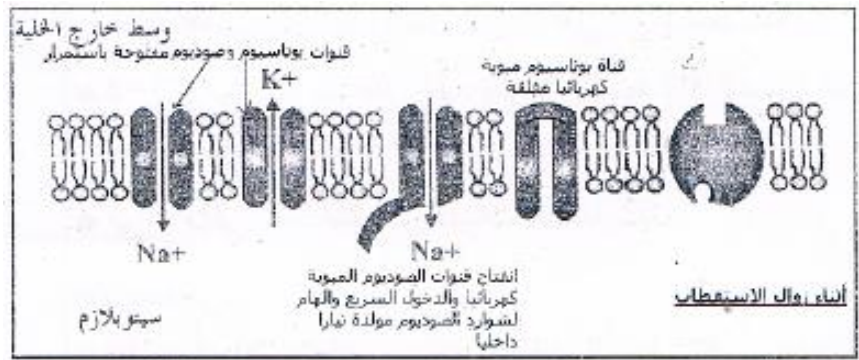 وسط خارج الخلية
قنوات بوتاسيوم وصوديوم مفتوحة باستمرار
K+
قناة بوتاسيوم مبوبة
كهربائيا مغلقة
Na+
Na+
انفتاح قنوات الصوديوم المبوبة
كهربائيا والدخول السريع والهام
لشوارد الصوديوم مولدة تيارا
داخليا
سيتوبلازم
أثناء زوال الاستقطاب